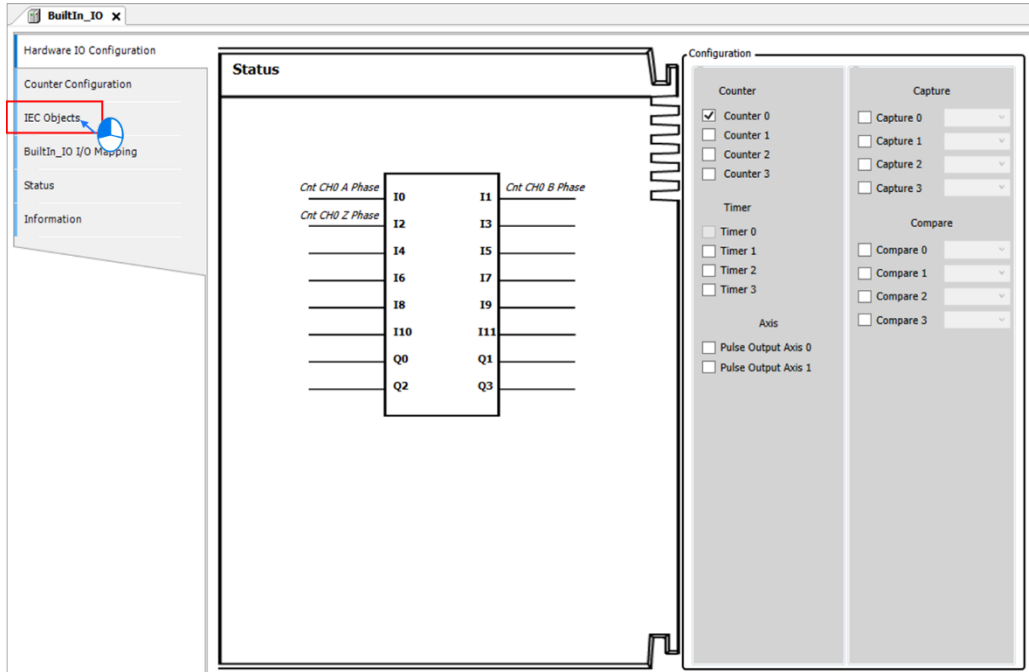 BuiltIn_IO x
Hardware IO Configuration
Counter Configuration
IEC Objects
BuiltIn_IO I/O Mapping
Status
Information
Status
Cnt CH0 A Phase I0 I1 Cnt CH0 B Phase
Cnt CH0 Z Phase I2 I3
I4 I5
I6 I7
I8 I9
I10 I11
Q0 Q1
Q2 Q3
Configuration
Counter
Counter 0
Counter 1
Counter 2
Counter 3
Timer
Timer 0
Timer 1
Timer 2
Timer 3
Axis
Pulse Output Axis 0
Pulse Output Axis 1
Capture
Capture 0
Capture 1
Capture 2
Capture 3
Compare
Compare 0
Compare 1
Compare 2
Compare 3